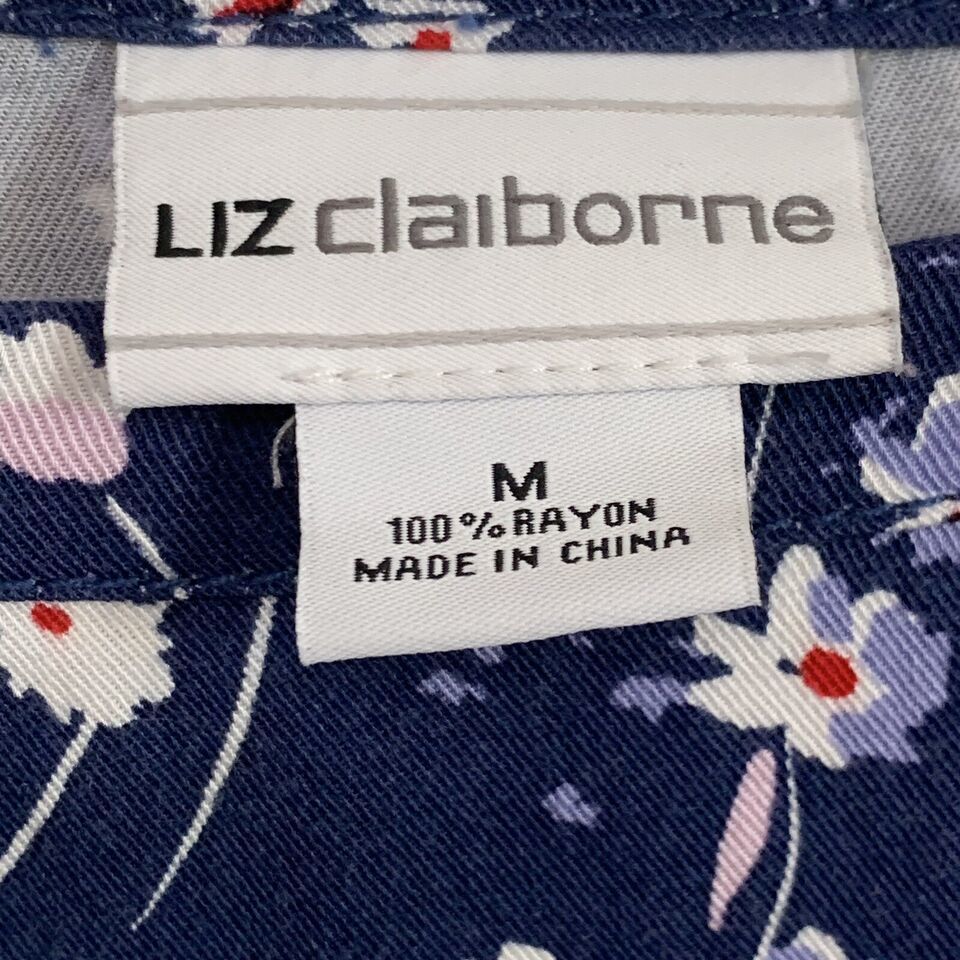 LIZ claiborne
M
100% RAYON
MADE IN CHINA